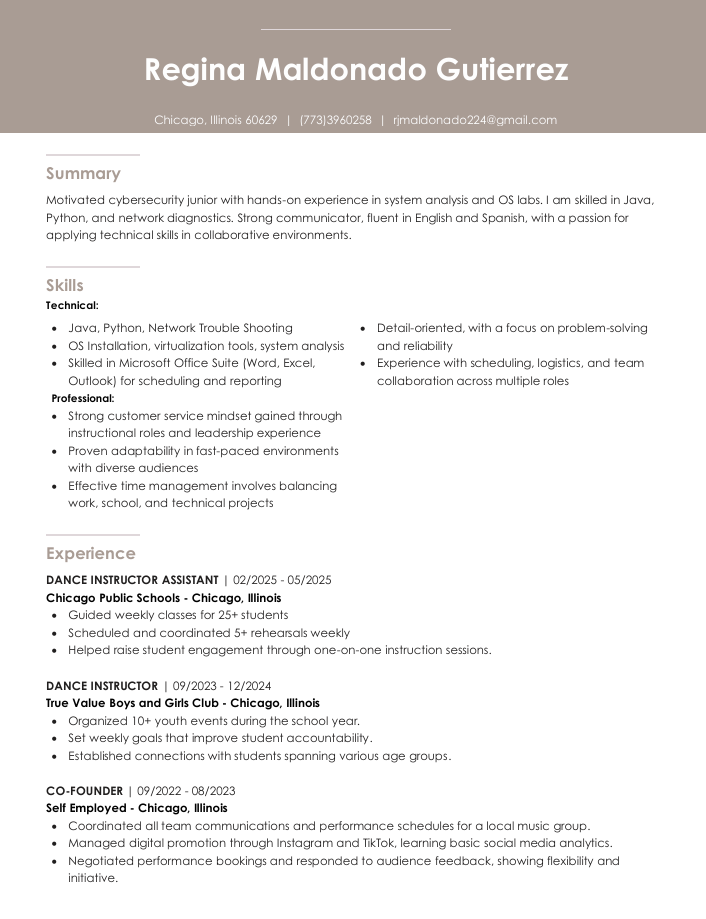 Regina Maldonado Gutierrez
Chicago, Illinois 60629 | (773)3960258 | rjmaldonado224@gmail.com
Summary
Motivated cybersecurity junior with hands-on experience in system analysis and OS labs. I am skilled in Java,
Python, and network diagnostics. Strong communicator, fluent in English and Spanish, with a passion for
applying technical skills in collaborative environments.
Skills
Technical:
• Java, Python, Network Trouble Shooting
• OS Installation, virtualization tools, system analysis
• Skilled in Microsoft Office Suite (Word, Excel,
Outlook) for scheduling and reporting
Professional:
• Strong customer service mindset gained through
instructional roles and leadership experience
• Proven adaptability in fast-paced environments
with diverse audiences
• Effective time management involves balancing
work, school, and technical projects
• Detail-oriented, with a focus on problem-solving
and reliability
• Experience with scheduling, logistics, and team
collaboration across multiple roles
Experience
DANCE INSTRUCTOR ASSISTANT | 02/2025 - 05/2025
Chicago Public Schools - Chicago, Illinois
• Guided weekly classes for 25+ students
• Scheduled and coordinated 5+ rehearsals weekly
• Helped raise student engagement through one-on-one instruction sessions.
DANCE INSTRUCTOR | 09/2023 - 12/2024
True Value Boys and Girls Club - Chicago, Illinois
• Organized 10+ youth events during the school year.
• Set weekly goals that improve student accountability.
• Established connections with students spanning various age groups.
CO-FOUNDER | 09/2022 - 08/2023
Self Employed - Chicago, Illinois
• Coordinated all team communications and performance schedules for a local music group.
• Managed digital promotion through Instagram and TikTok, learning basic social media analytics.
• Negotiated performance bookings and responded to audience feedback, showing flexibility and
initiative.